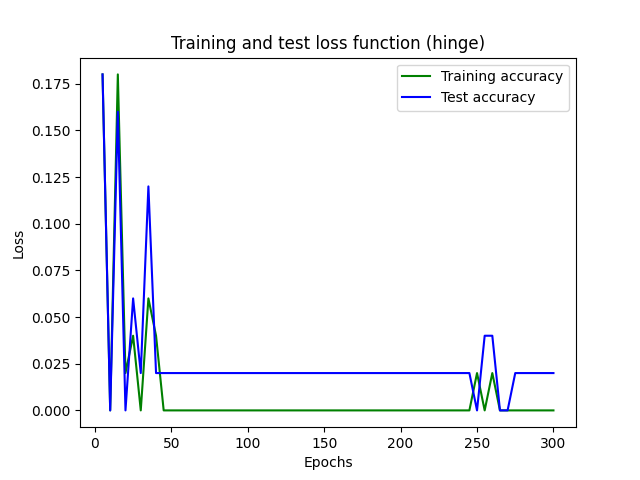 Training and test loss function (hinge)
Training accuracy
Test accuracy
0.175
0.150
0.125
0.100
0.075
0.050
0.025
0.000
Loss
0 50 100 150 200 250 300
Epochs